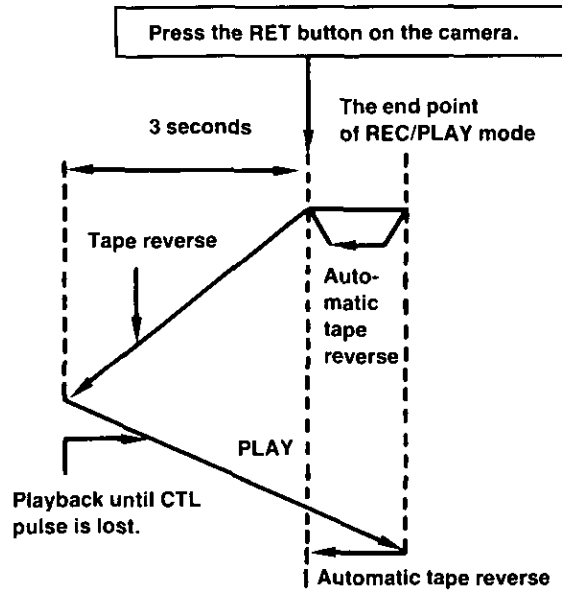 Press the RET button on the camera.
3 seconds
The end point
of REC/PLAY mode
Tape reverse
Auto-
matic
tape
reverse
PLAY
Playback until CTL
pulse is lost.
Automatic tape reverse